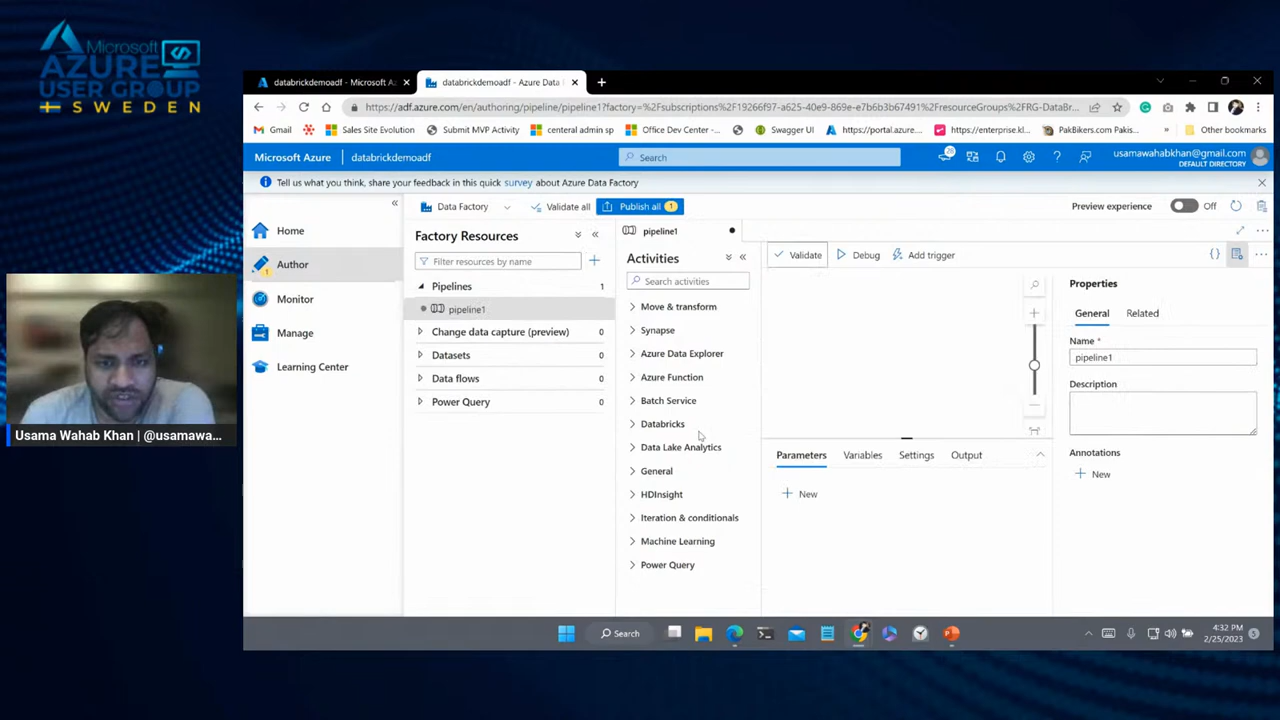 Microsoft
AZURE
USER GROUP
SWEDEN
databrickdemoadf - Microsoft A
databrickdemoadf - Azure Data
https://adf.azure.com/en/authoring/pipeline/pipeline1?factory=%2Fsubscriptions%2F19266f97-a625-40e9-869e-e7b6b3b67491%2FresourceGroups%2FRG-DataBr...
Gmail
Sales Site Evolution
Submit MVP Activity
centeral admin sp
Office Dev Center -...
Swagger UI
https://portal.azure...
https://enterprise.kl...
PakBikers.com Pakis...
»
Other bookmarks
Microsoft Azure
databrickdemoadf
Search
usamawahabkhan@gmail.com
DEFAULT DIRECTORY
Tell us what you think, share your feedback in this quick survey about Azure Data Factory
Home
Author
Monitor
Manage
Learning Center
Data Factory
Validate all
Publish all 1
Preview experience
Off
Factory Resources
Filter resources by name
Pipelines 1
pipeline1
Change data capture (preview) 0
Datasets 0
Data flows 0
Power Query 0
pipeline1
Activities
Search activities
Move & transform
Synapse
Azure Data Explorer
Azure Function
Batch Service
Databricks
Data Lake Analytics
General
HDInsight
Iteration & conditionals
Machine Learning
Power Query
Validate
Debug
Add trigger
Parameters
Variables
Settings
Output
New
Properties
General
Related
Name *
pipeline1
Description
Annotations
New
Usama Wahab Khan | @usamawa...
Search
4:32 PM
2/25/2023